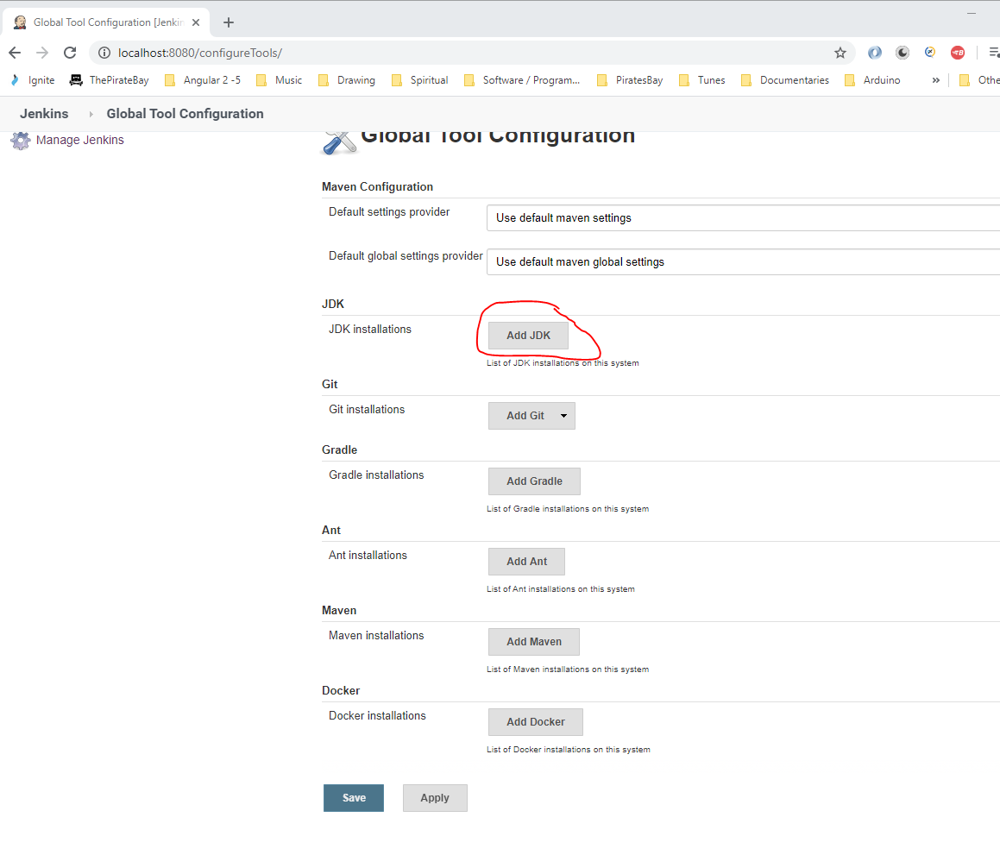 Global Tool Configuration [Jenkin
localhost:8080/configureTools/
Ignite ThePirateBay Angular 2 -5 Music Drawing Spiritual Software / Program... PiratesBay Tunes Documentaries Arduino » Othe
Jenkins Global Tool Configuration
Manage Jenkins
Global Tool Configuration
Maven Configuration
Default settings provider Use default maven settings
Default global settings provider Use default maven global settings
JDK
JDK installations Add JDK
List of JDK installations on this system
Git
Git installations Add Git
Gradle
Gradle installations Add Gradle
List of Gradle installations on this system
Ant
Ant installations Add Ant
List of Ant installations on this system
Maven
Maven installations Add Maven
List of Maven installations on this system
Docker
Docker installations Add Docker
List of Docker installations on this system
Save Apply